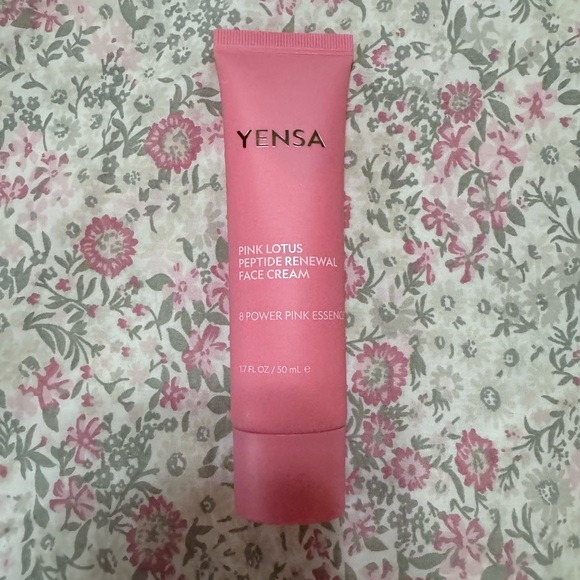 YENSA
PINK LOTUS
PEPTIDE RENEWAL
FACE CREAM
8 POWER PINK ESSENC
1.7 FL OZ / 50 mL ℮